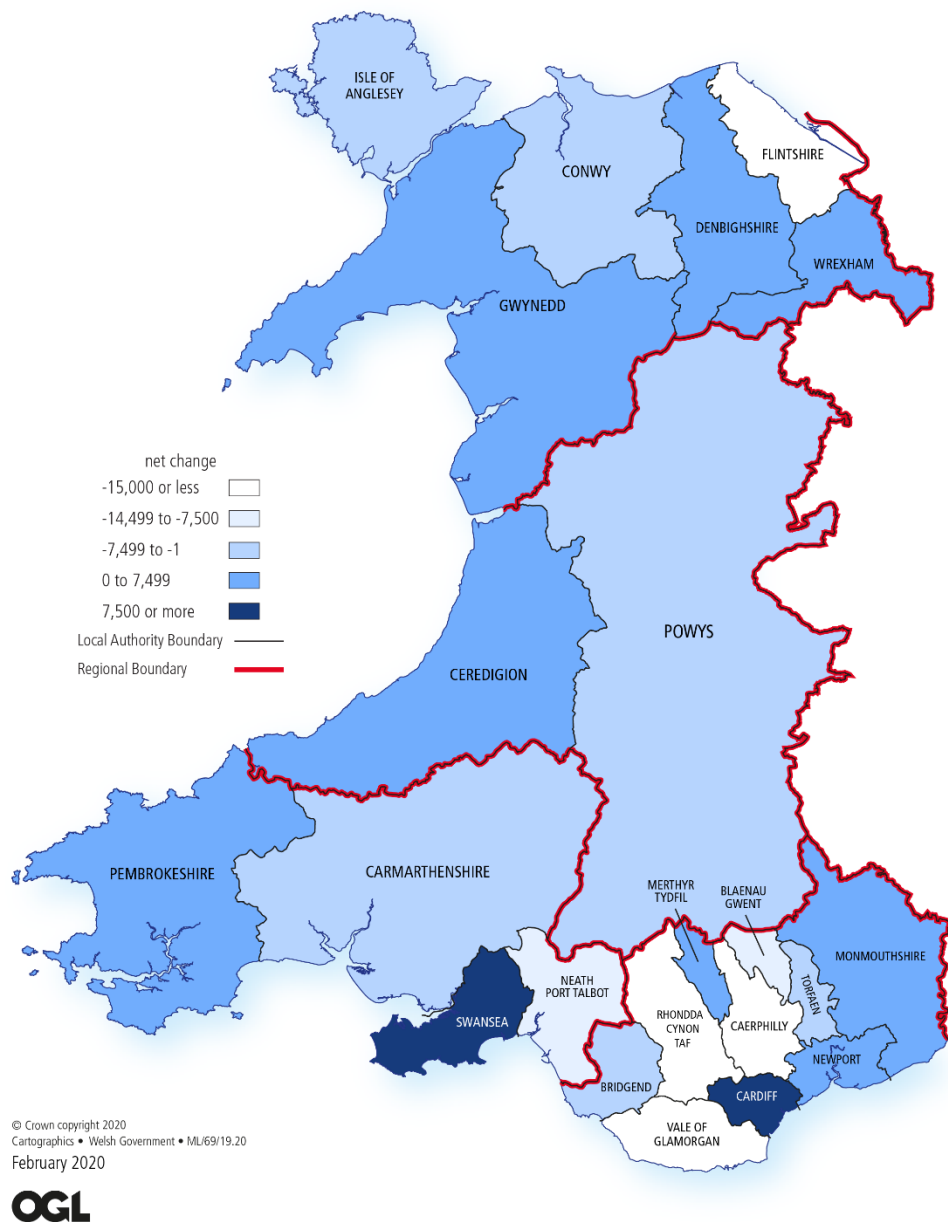 ISLE OF
ANGLESEY
CONWY
FLINTSHIRE
DENBIGHSHIRE
WREXHAM
GWYNEDD
net change
-15,000 or less
-14,499 to -7,500
-7,499 to -1
0 to 7,499
7,500 or more
Local Authority Boundary
Regional Boundary
POWYS
CEREDIGION
PEMBROKESHIRE
CARMARTHENSHIRE
MERTHYR
TYDFIL
BLAENAU
GWENT
MONMOUTHSHIRE
NEATH
PORT TALBOT
TORFAEN
SWANSEA
RHONDDA
CYNON
TAF
CAERPHILLY
NEWPORT
BRIDGEND
CARDIFF
VALE OF
GLAMORGAN
© Crown copyright 2020
Cartographics • Welsh Government • ML/69/19.20
February 2020
OGL